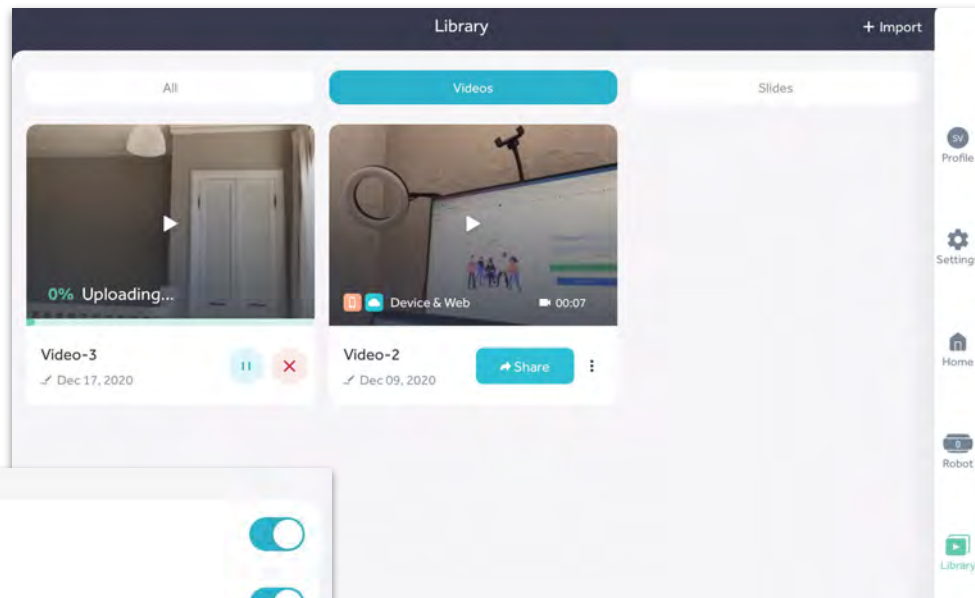 Library
+ Import
All
Videos
Slides
SV
Profile
Setting
0% Uploading...
Device & Web
00:07
Video-3
Dec 17, 2020
Video-2
Dec 09, 2020
Share
Home
0
Robot
Library